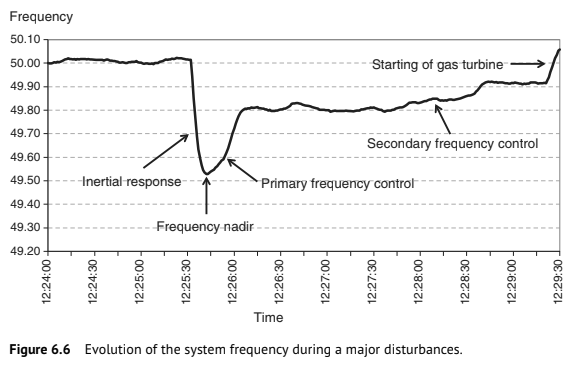 Frequency
50.10
50.00
49.90
49.80
49.70
49.60
49.50
49.40
49.30
49.20
Starting of gas turbine
Secondary frequency control
Inertial response
Primary frequency control
Frequency nadir
12:24:00
12:24:30
12:25:00
12:25:30
12:26:00
12:26:30
12:27:00
12:27:30
12:28:00
12:28:30
12:29:00
12:29:30
Time
Figure 6.6 Evolution of the system frequency during a major disturbances.